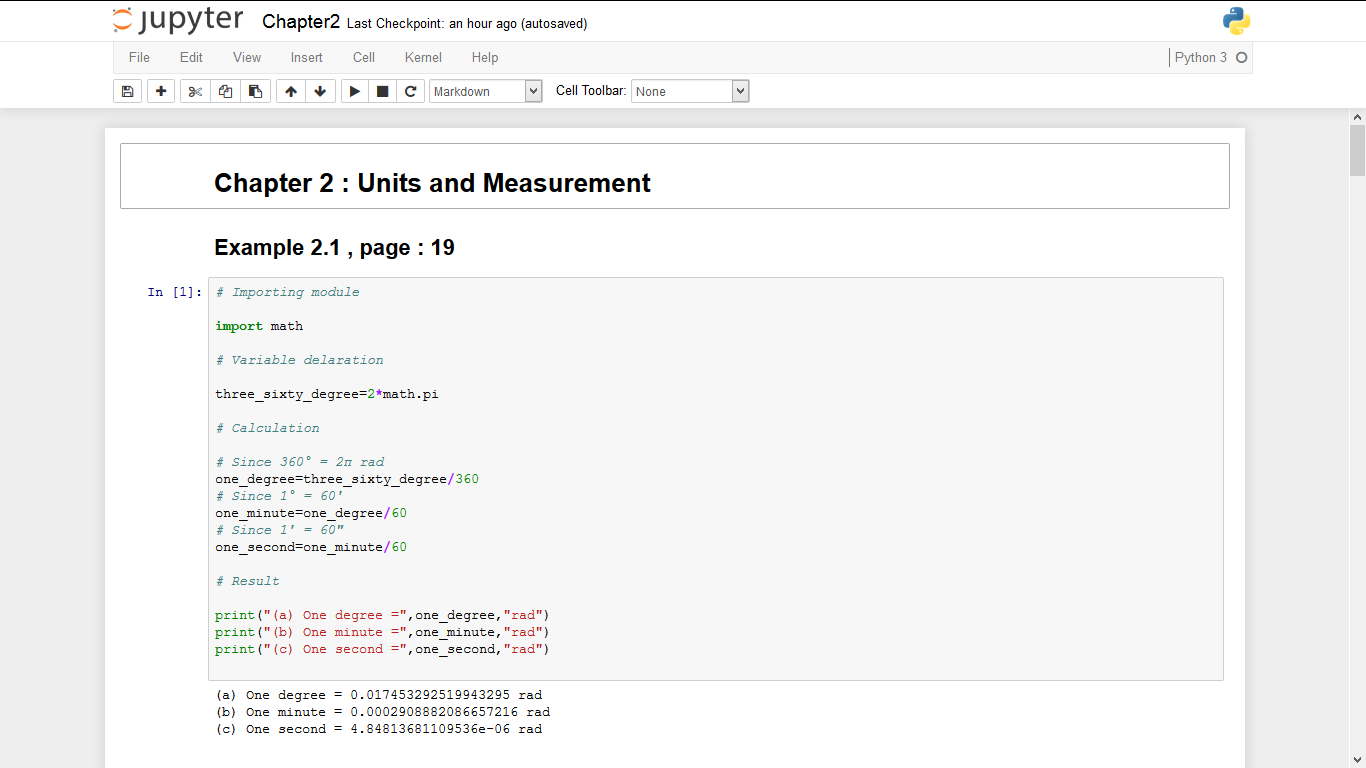 jupyter Chapter2 Last Checkpoint: an hour ago (autosaved)
File Edit View Insert Cell Kernel Help Python 3
Markdown Cell Toolbar: None
Chapter 2 : Units and Measurement
Example 2.1 , page : 19
In [1]: # Importing module
import math
# Variable delaration
three_sixty_degree=2*math.pi
# Calculation
# Since 360° = 2π rad
one_degree=three_sixty_degree/360
# Since 1° = 60'
one_minute=one_degree/60
# Since 1' = 60"
one_second=one_minute/60
# Result
print("(a) One degree =",one_degree,"rad")
print("(b) One minute =",one_minute,"rad")
print("(c) One second =",one_second,"rad")
(a) One degree = 0.017453292519943295 rad
(b) One minute = 0.0002908882086657216 rad
(c) One second = 4.84813681109536e-06 rad